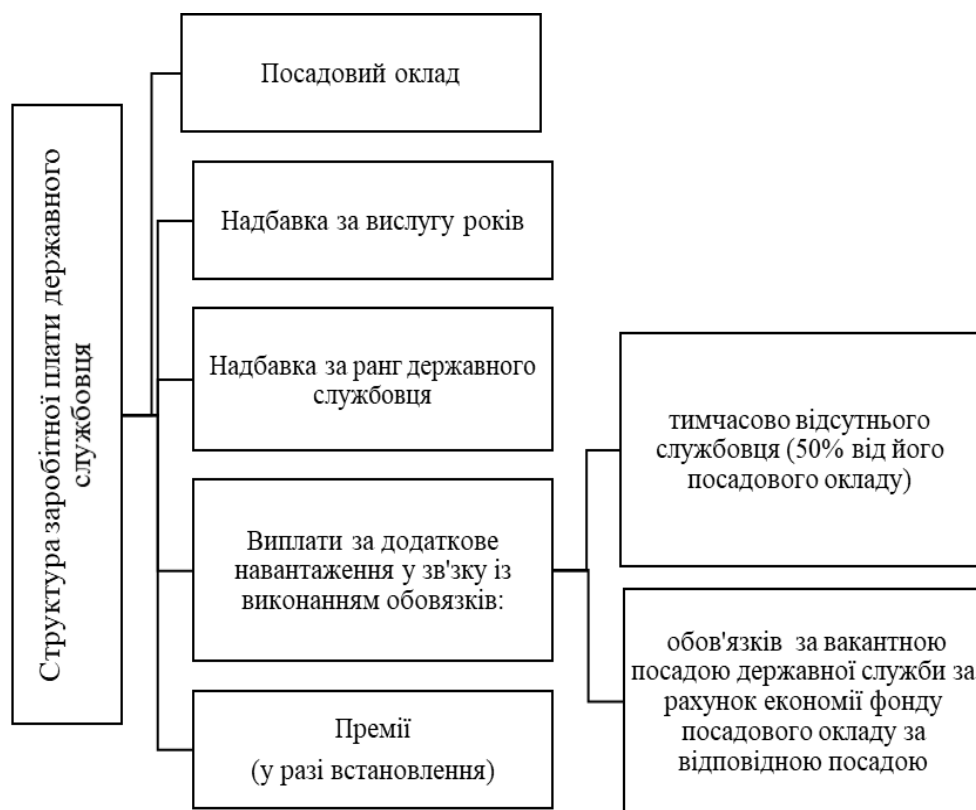 Структура заробітної плати державного
службовця
Посадовий оклад
Надбавка за вислугу років
Надбавка за ранг державного
службовця
Виплати за додаткове
навантаження у зв'зку із
виконанням обовязків:
тимчасово відсутнього
службовця (50% від його
посадового окладу)
обов'язків за вакантною
посадою державної служби за
рахунок економії фонду
посадового окладу за
відповідною посадою
Премії
(у разі встановлення)